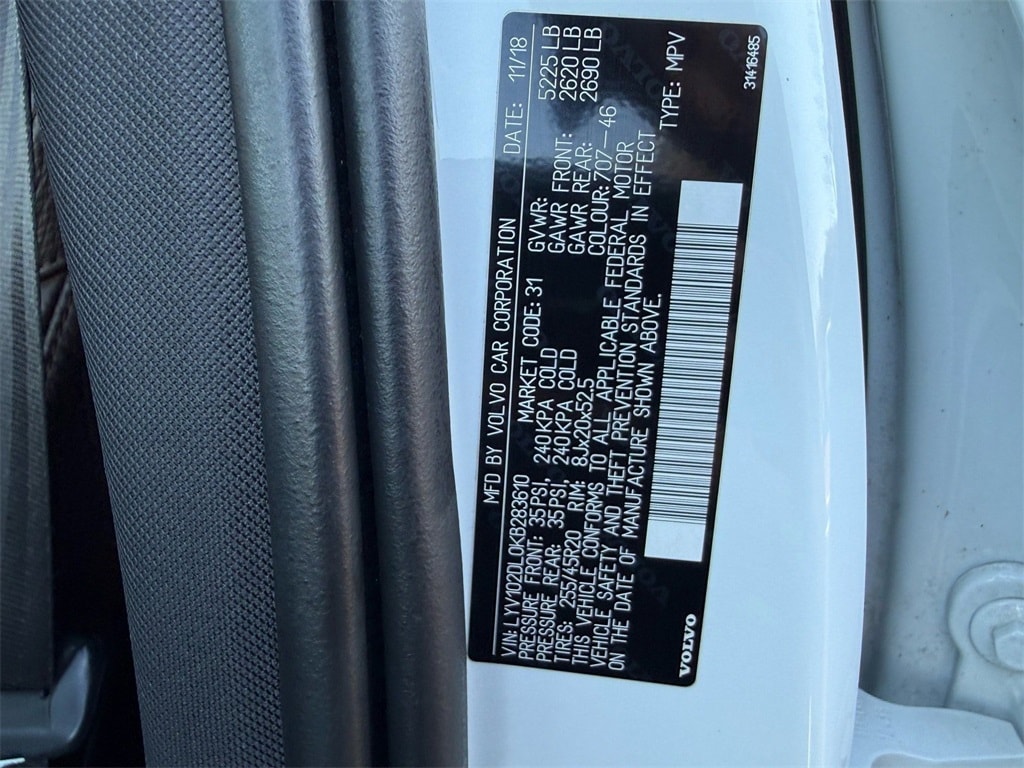 MFD BY VOLVO CAR CORPORATION DATE: 11/18
VIN: LYV102DL0KB283610 MARKET CODE: 31 GVWR: 5225 LB
PRESSURE FRONT: 35PSI, 240KPA COLD GAWR FRONT: 2620 LB
PRESSURE REAR: 35PSI, 240KPA COLD GAWR REAR: 2690 LB
TIRES: 255/45R20 RIM: 8Jx20x52.5 COLOUR: 707—46
THIS VEHICLE CONFORMS TO ALL APPLICABLE FEDERAL MOTOR
VEHICLE SAFETY AND THEFT PREVENTION STANDARDS IN EFFECT
ON THE DATE OF MANUFACTURE SHOWN ABOVE. TYPE: MPV
VOLVO 31416485